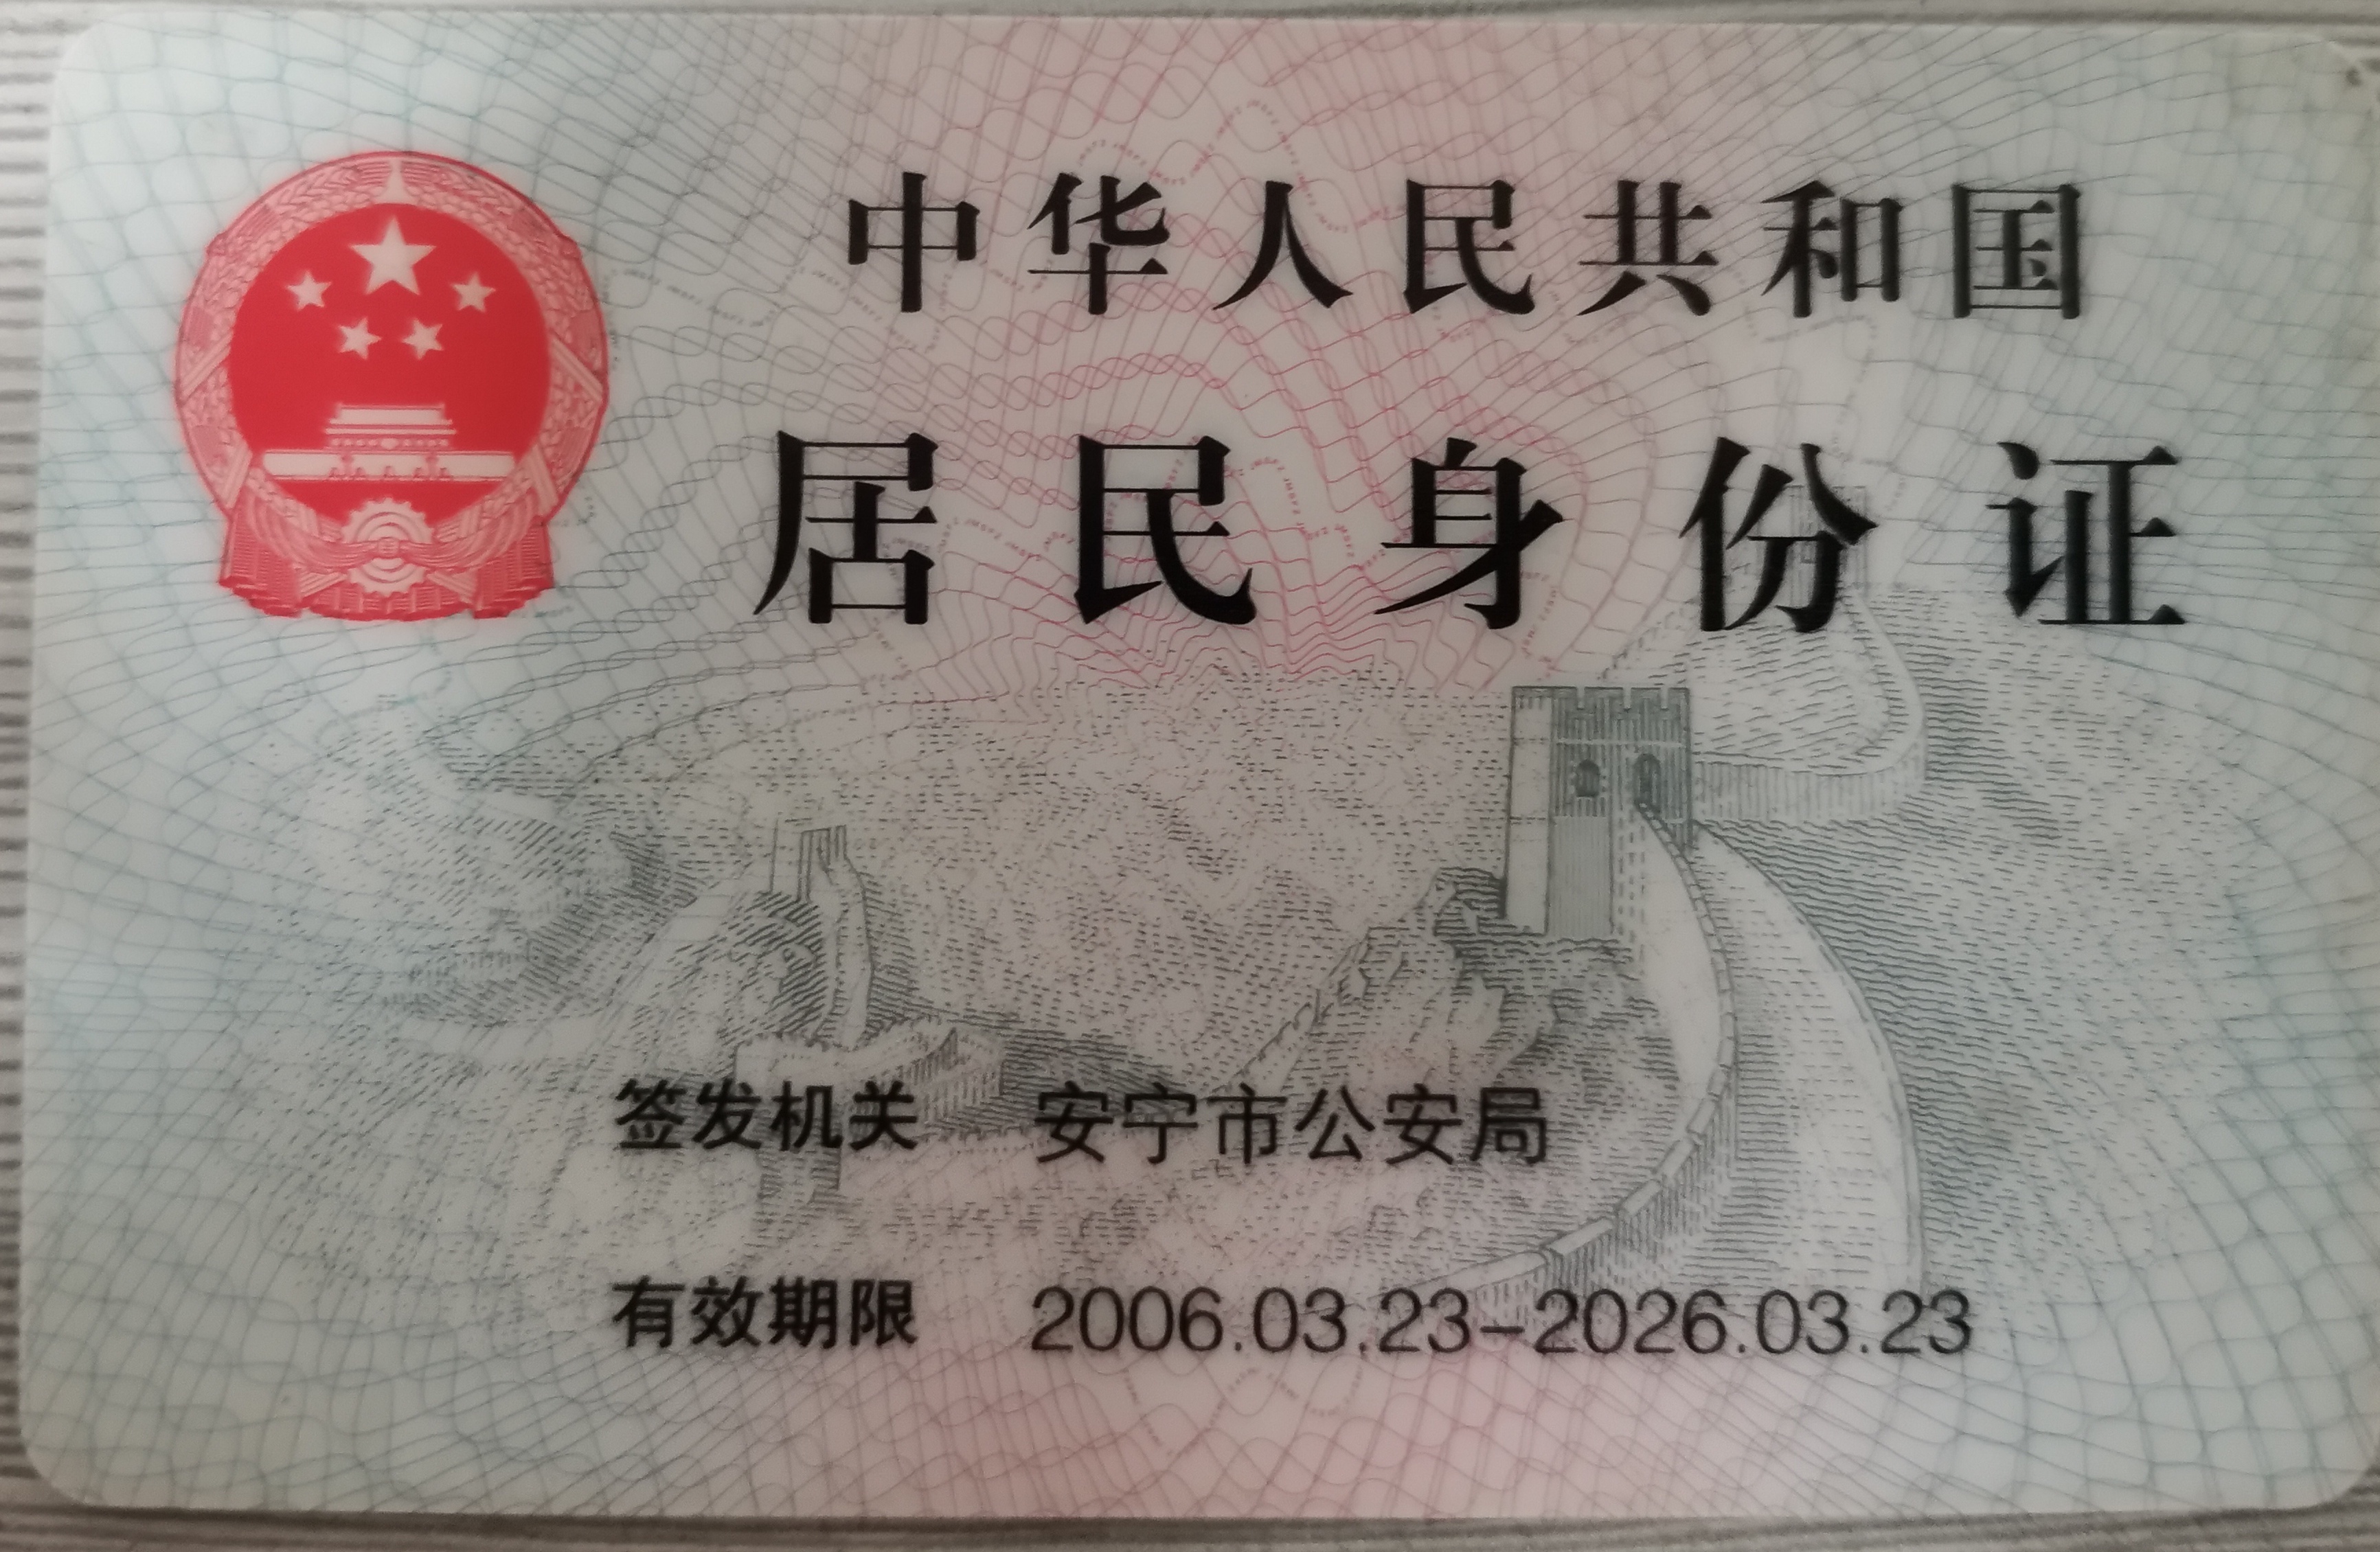 中华人民共和国
居民身份证
签发机关 安宁市公安局
有效期限 2006.03.23-2026.03.23